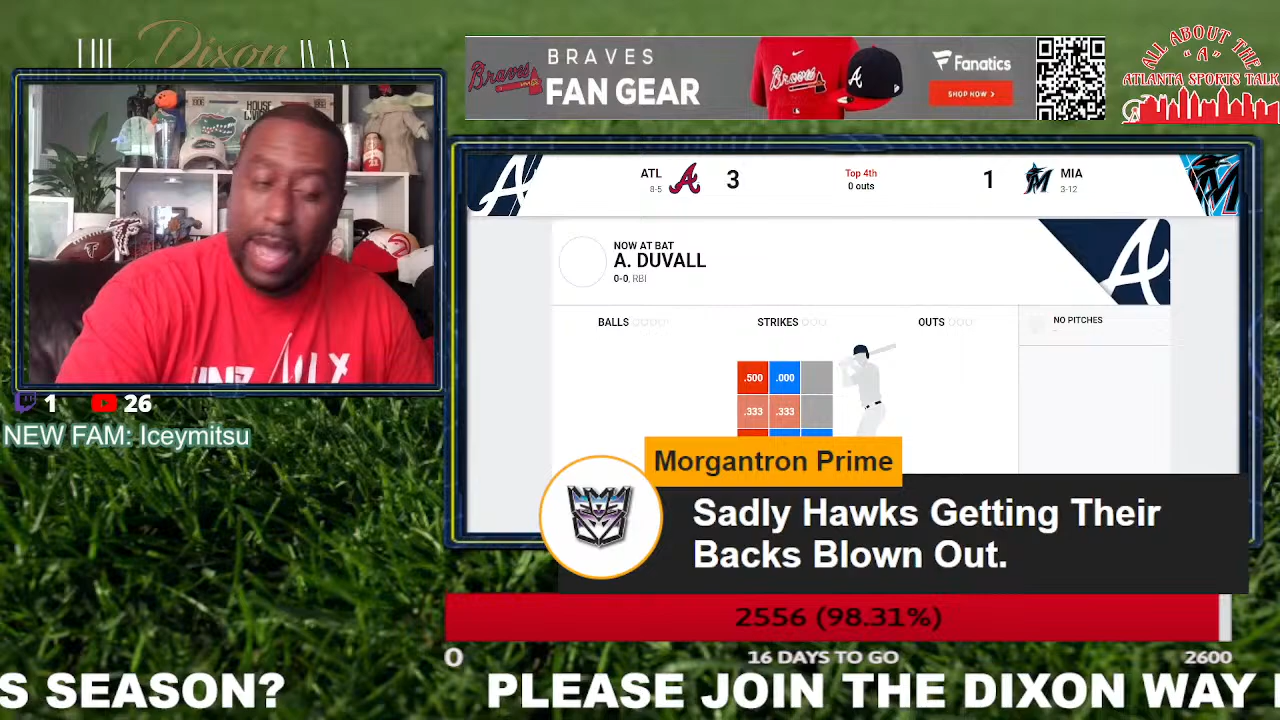 Dixon
BRAVES
FAN GEAR
Braves
Fanatics
SHOP NOW >
ALL ABOUT THE
"A"
ATLANTA SPORTS TALK
ATL
8-5
3
Top 4th
0 outs
1
MIA
3-12
NOW AT BAT
A. DUVALL
0-0, RBI
BALLS
STRIKES
OUTS
NO PITCHES
.500 .000
.333 .333
1 26
NEW FAM: Iceymitsu
Morgantron Prime
Sadly Hawks Getting Their
Backs Blown Out.
2556 (98.31%)
0 16 DAYS TO GO 2600
S SEASON? PLEASE JOIN THE DIXON WAY